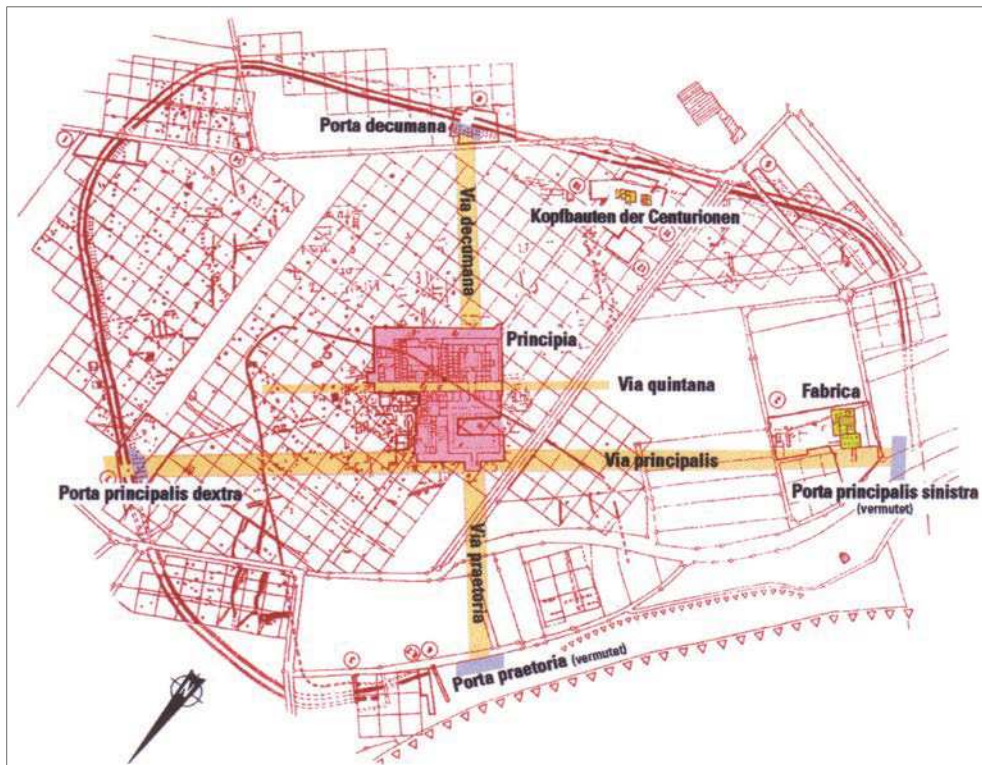 Porta decumana
Via decumana
Kopfbauten der Centurionen
Principia
Via quintana
Fabrica
Via principalis
Porta principalis dextra
Porta principalis sinistra
(vermutet)
Via praetoria
Porta praetoria (vermutet)